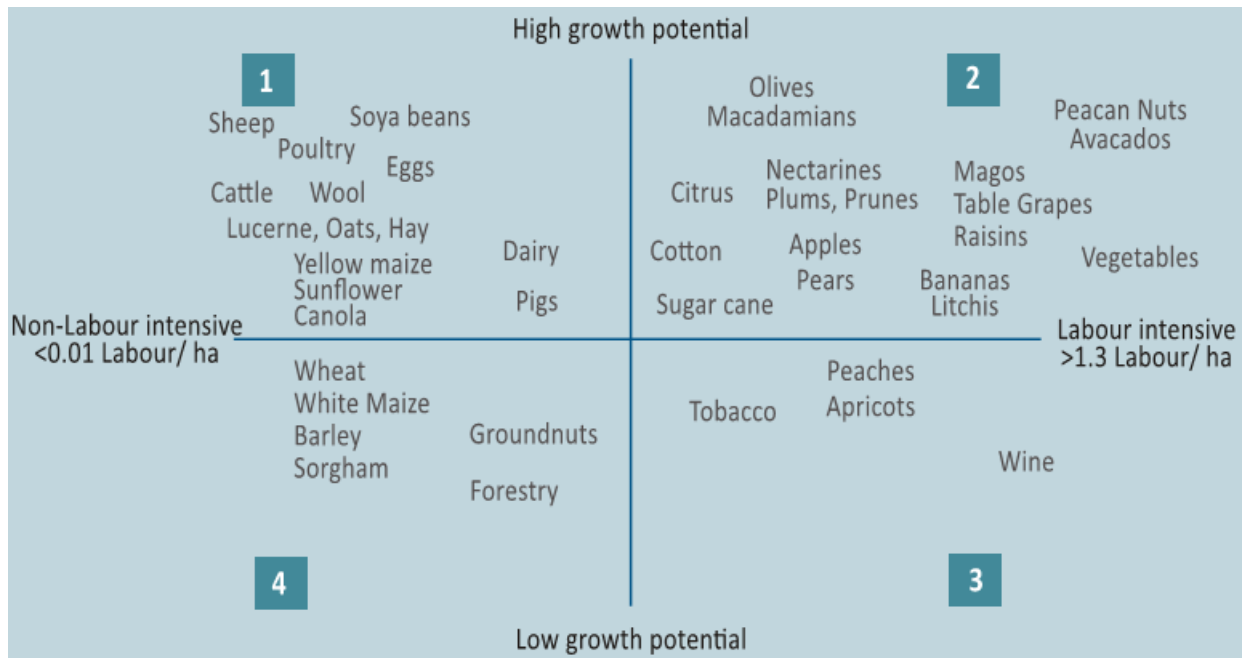 High growth potential
1
Sheep
Soya beans
Poultry
Eggs
Cattle
Wool
Lucerne, Oats, Hay
Yellow maize
Sunflower
Canola
Dairy
Pigs
2
Olives
Macadamians
Peacan Nuts
Avacados
Citrus
Nectarines
Plums, Prunes
Magos
Table Grapes
Raisins
Cotton
Apples
Pears
Vegetables
Sugar cane
Bananas
Litchis
Non-Labour intensive
<0.01 Labour/ ha
Labour intensive
>1.3 Labour/ ha
Wheat
White Maize
Barley
Sorgham
Groundnuts
Forestry
4
Peaches
Apricots
Tobacco
Wine
3
Low growth potential